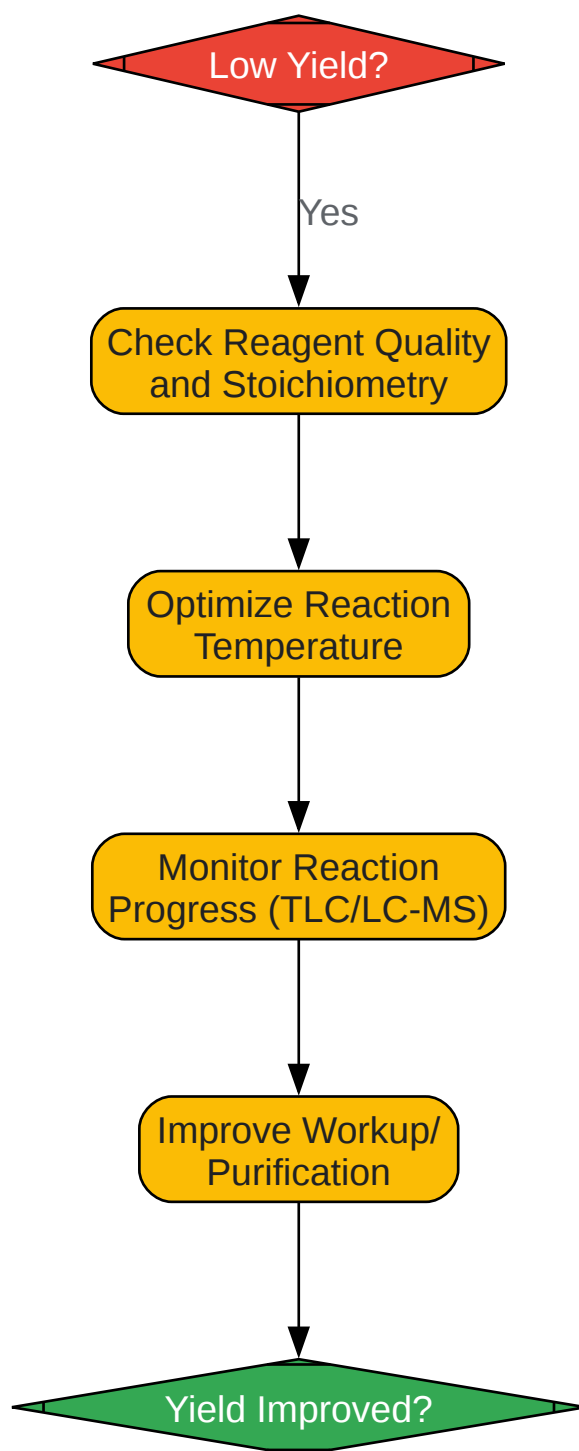 Low Yield?
Yes
Check Reagent Quality
and Stoichiometry
Optimize Reaction
Temperature
Monitor Reaction
Progress (TLC/LC-MS)
Improve Workup/
Purification
Yield Improved?